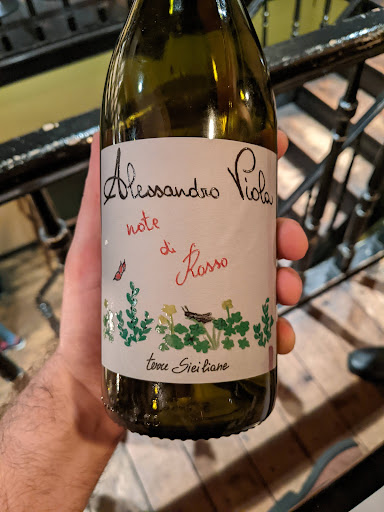 Alessandro Viola
note
di
Rosso
terre Siciliane